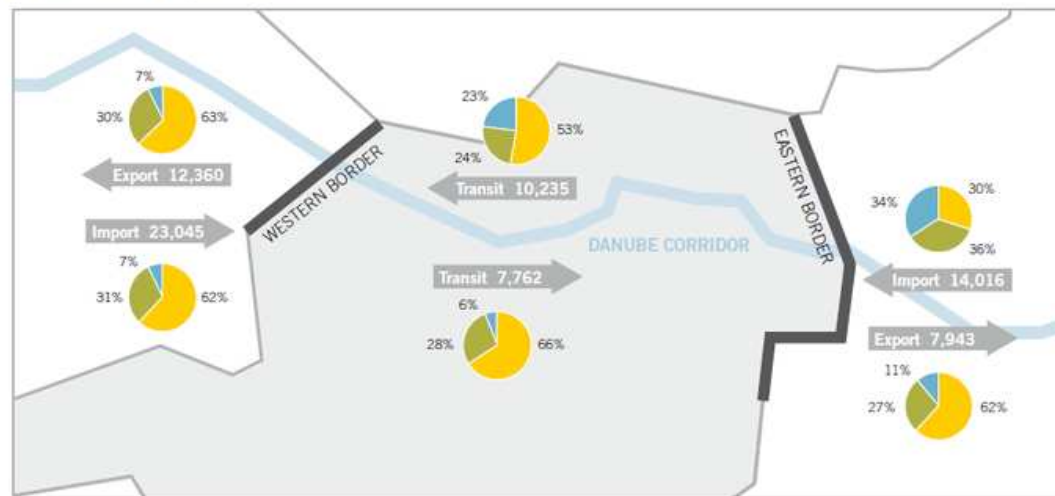 7%
30%
63%
Export 12,360
WESTERN BORDER
Import 23,045
7%
31%
62%
23%
53%
24%
Transit 10,235
DANUBE CORRIDOR
Transit 7,762
6%
28%
66%
EASTERN BORDER
34%
30%
36%
Import 14,016
Export 7,943
11%
27%
62%